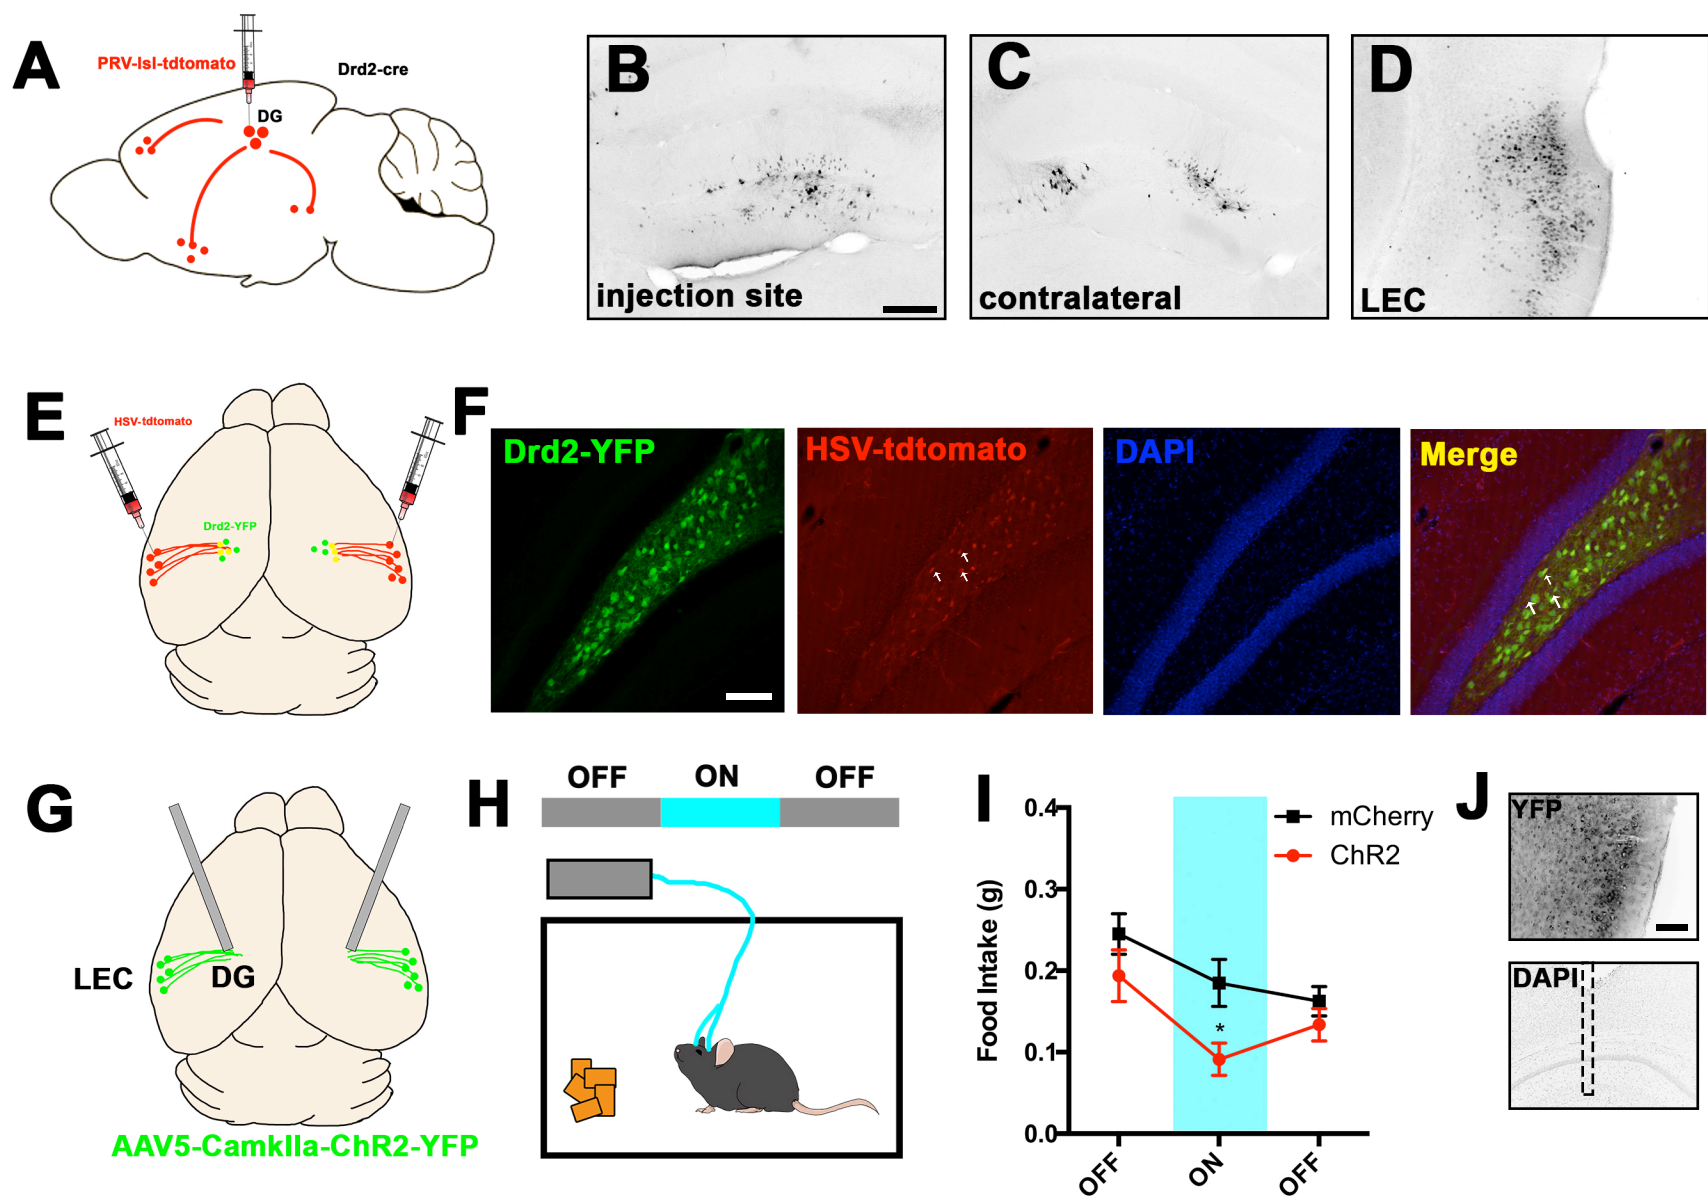 A
PRV-lsl-tdtomato
Drd2-cre
DG
B
injection site
C
contralateral
D
LEC
E
HSV-tdtomato
Drd2-YFP
F
Drd2-YFP
HSV-tdtomato
DAPI
Merge
G
LEC
DG
AAV5-CamkIIa-ChR2-YFP
H
OFF ON OFF
I
Food Intake (g)
0.4
0.3
0.2
0.1
0.0
*
OFF
ON
OFF
mCherry
ChR2
J
YFP
DAPI